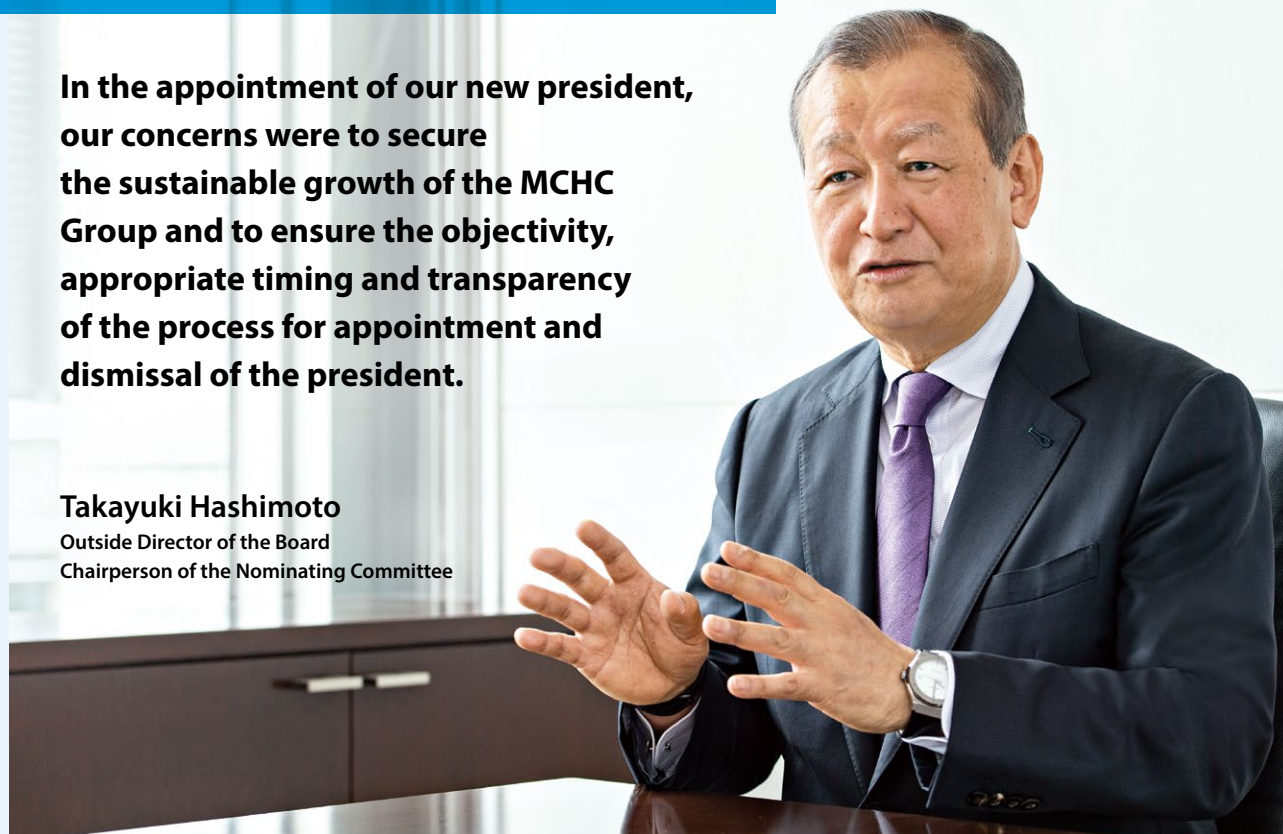 In the appointment of our new president,
our concerns were to secure
the sustainable growth of the MCHC
Group and to ensure the objectivity,
appropriate timing and transparency
of the process for appointment and
dismissal of the president.
Takayuki Hashimoto
Outside Director of the Board
Chairperson of the Nominating Committee